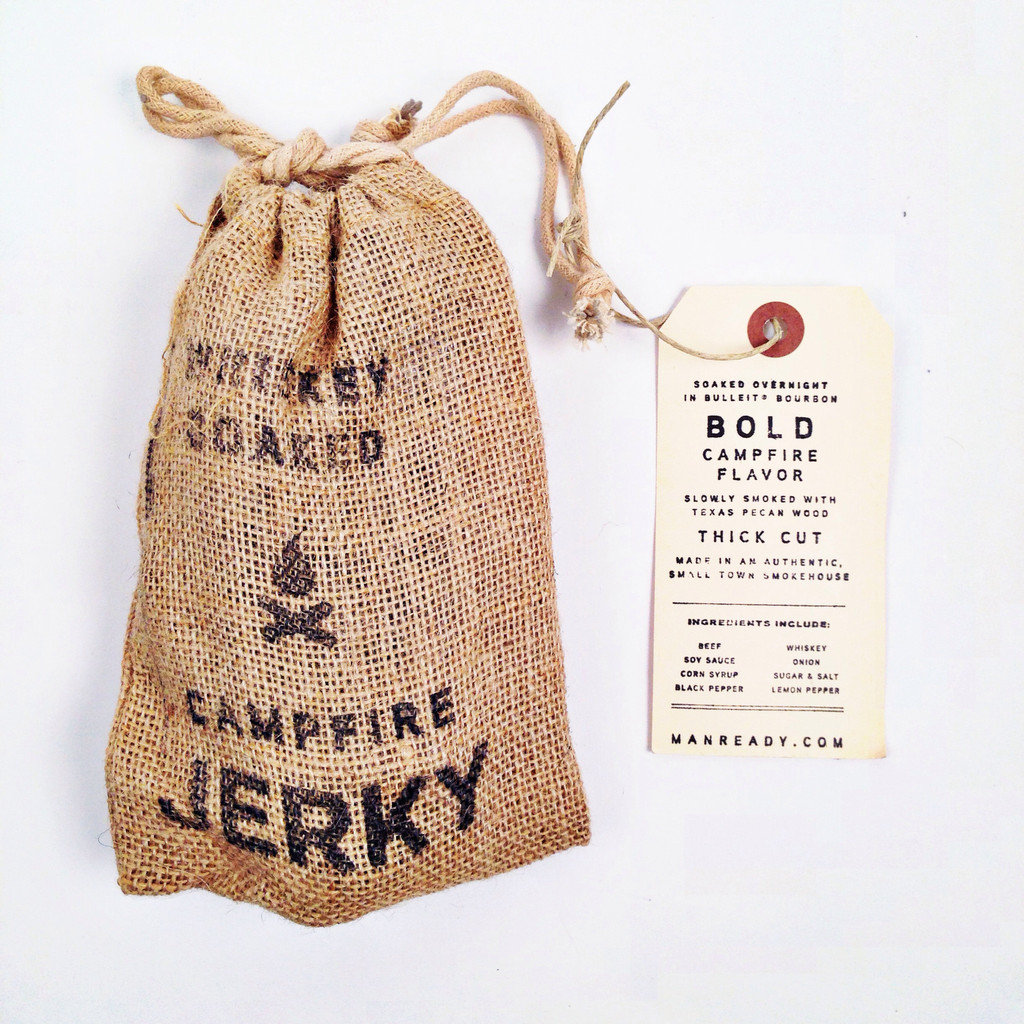 WHISKEY
SOAKED
CAMPFIRE
JERKY
SOAKED OVERNIGHT
IN BULLEIT® BOURBON
BOLD
CAMPFIRE
FLAVOR
SLOWLY SMOKED WITH
TEXAS PECAN WOOD
THICK CUT
MADE IN AN AUTHENTIC,
SMALL TOWN SMOKEHOUSE
INGREDIENTS INCLUDE:
BEEF
SOY SAUCE
CORN SYRUP
BLACK PEPPER
WHISKEY
ONION
SUGAR & SALT
LEMON PEPPER
MANREADY.COM